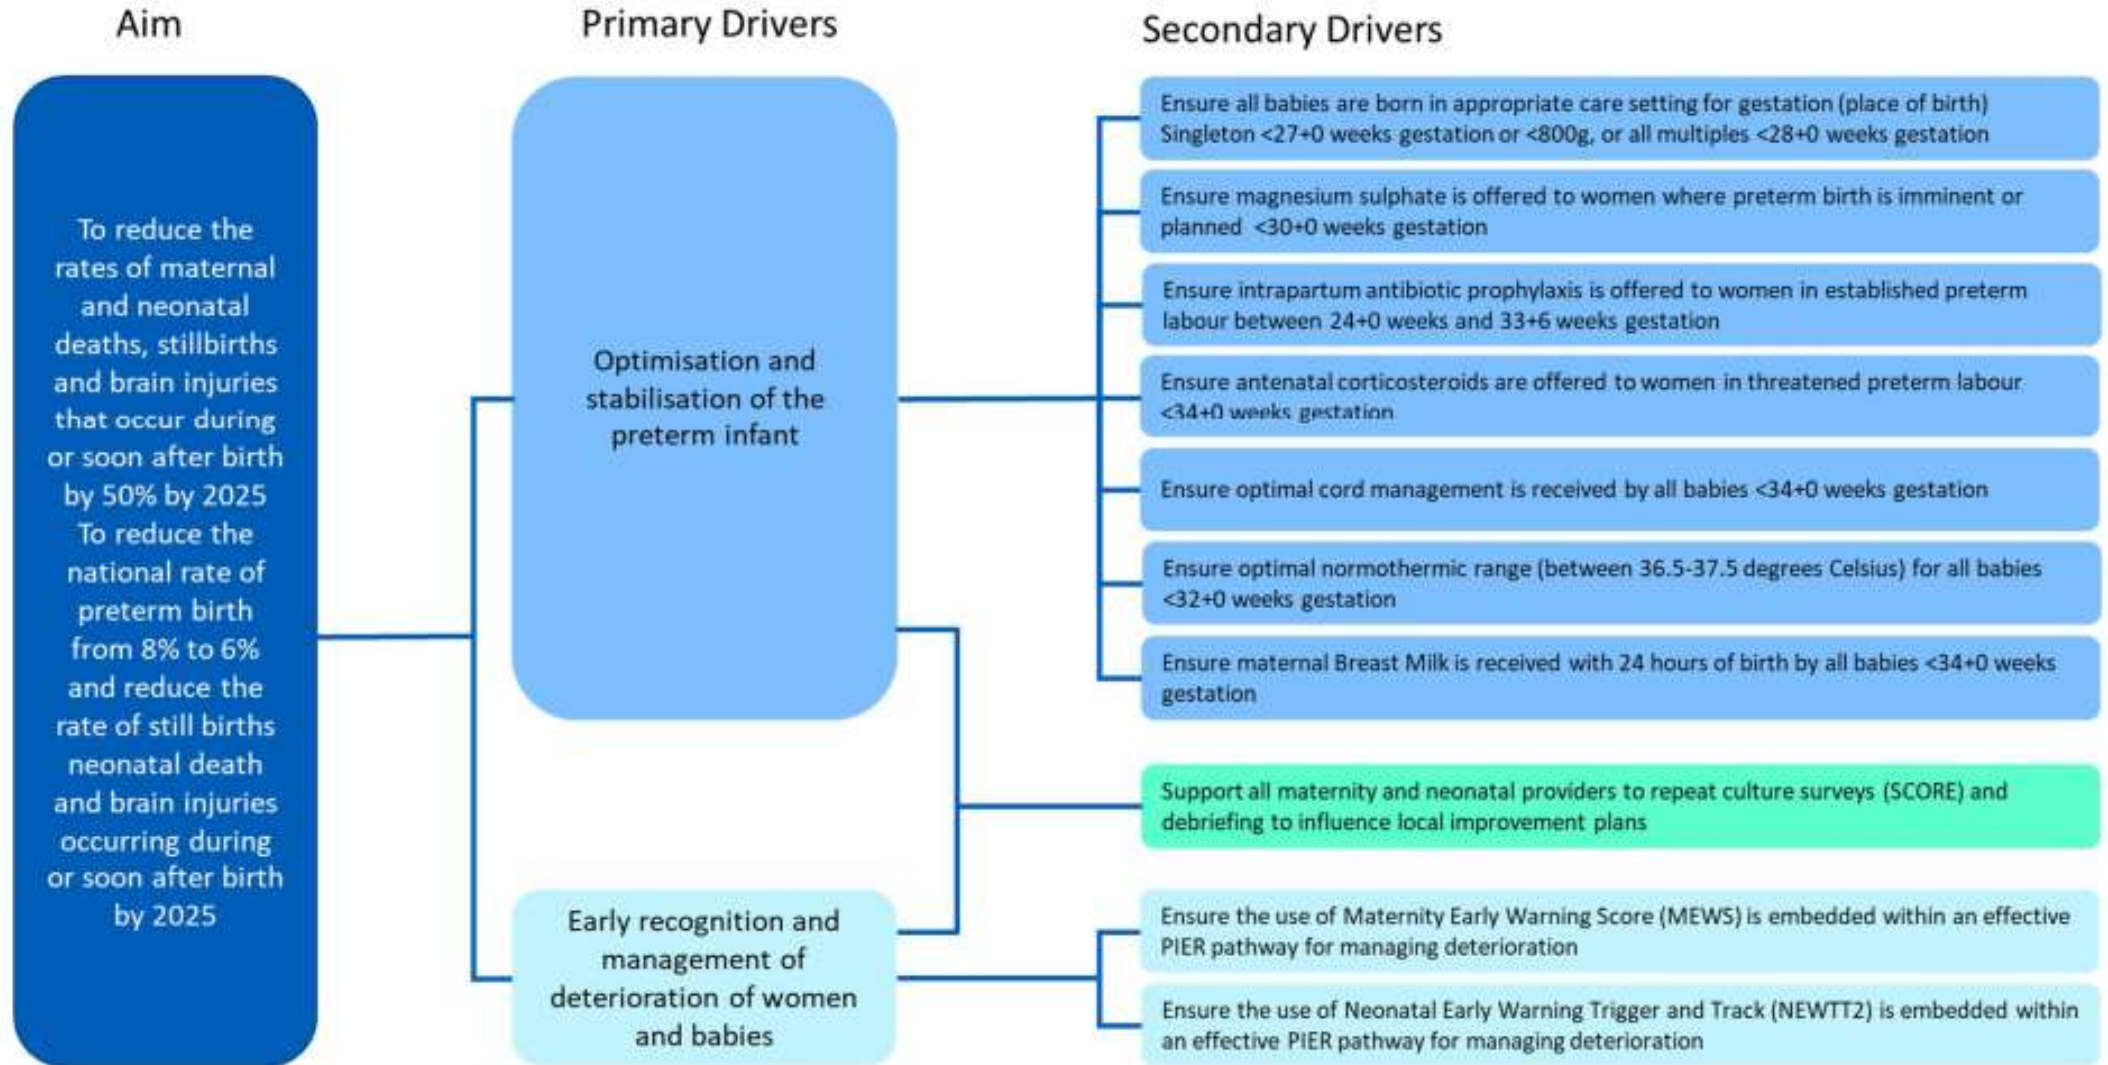 Aim
Primary Drivers
Secondary Drivers
To reduce the
rates of maternal
and neonatal
deaths, stillbirths
and brain injuries
that occur during
or soon after birth
by 50% by 2025
To reduce the
national rate of
preterm birth
from 8% to 6%
and reduce the
rate of still births
neonatal death
and brain injuries
occurring during
or soon after birth
by 2025
Optimisation and
stabilisation of the
preterm infant
Early recognition and
management of
deterioration of women
and babies
Ensure all babies are born in appropriate care setting for gestation (place of birth)
Singleton <27+0 weeks gestation or <800g, or all multiples <28+0 weeks gestation
Ensure magnesium sulphate is offered to women where preterm birth is imminent or
planned <30+0 weeks gestation
Ensure intrapartum antibiotic prophylaxis is offered to women in established preterm
labour between 24+0 weeks and 33+6 weeks gestation
Ensure antenatal corticosteroids are offered to women in threatened preterm labour
<34+0 weeks gestation
Ensure optimal cord management is received by all babies <34+0 weeks gestation
Ensure optimal normothermic range (between 36.5-37.5 degrees Celsius) for all babies
<32+0 weeks gestation
Ensure maternal Breast Milk is received with 24 hours of birth by all babies <34+0 weeks
gestation
Support all maternity and neonatal providers to repeat culture surveys (SCORE) and
debriefing to influence local improvement plans
Ensure the use of Maternity Early Warning Score (MEWS) is embedded within an effective
PIER pathway for managing deterioration
Ensure the use of Neonatal Early Warning Trigger and Track (NEWTT2) is embedded within
an effective PIER pathway for managing deterioration